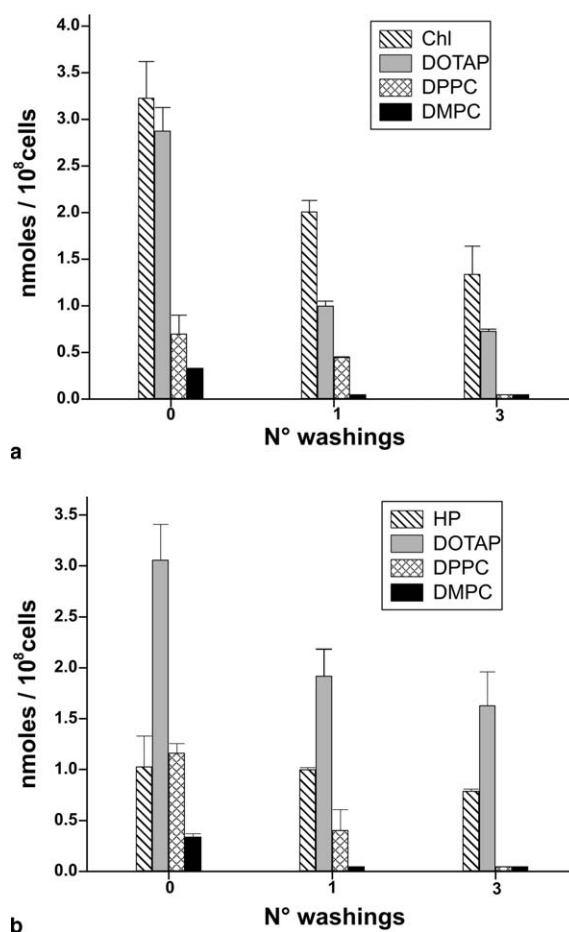 4.0
3.5
3.0
2.5
2.0
1.5
1.0
0.5
0.0
nmoles / 10⁸cells
Chl
DOTAP
DPPC
DMPC
0 1 3
N° washings
a
3.5
3.0
2.5
2.0
1.5
1.0
0.5
0.0
nmoles / 10⁸cells
HP
DOTAP
DPPC
DMPC
0 1 3
N° washings
b